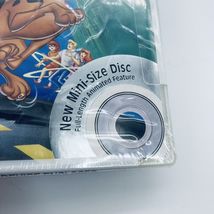 New Mini-Size Disc
Full-Length Animated Feature